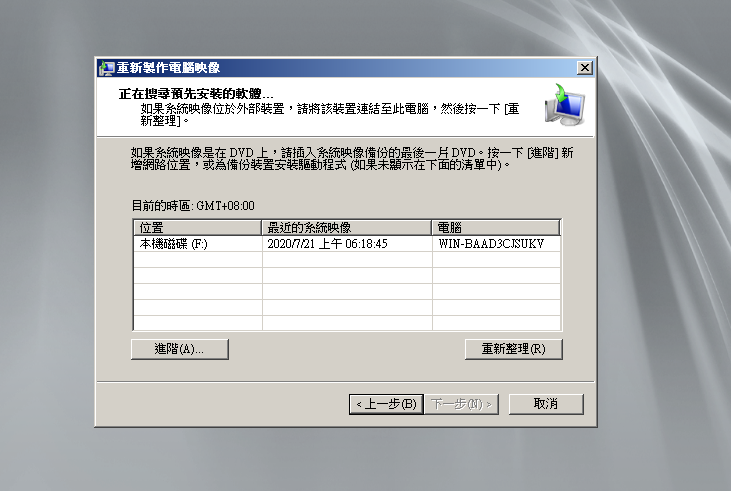 重新製作電腦映像
正在搜尋預先安裝的軟體...
如果系統映像位於外部裝置，請將該裝置連結至此電腦，然後按一下 [重
新整理]。
如果系統映像是在 DVD 上，請插入系統映像備份的最後一片 DVD。按一下 [進階] 新
增網路位置，或為備份裝置安裝驅動程式 (如果未顯示在下面的清單中)。
目前的時區: GMT+08:00
位置 最近的系統映像 電腦
本機磁碟 (F:) 2020/7/21 上午 06:18:45 WIN-BAAD3CJSUKV
進階(A)... 重新整理(R)
< 上一步(B) 下一步(N) > 取消